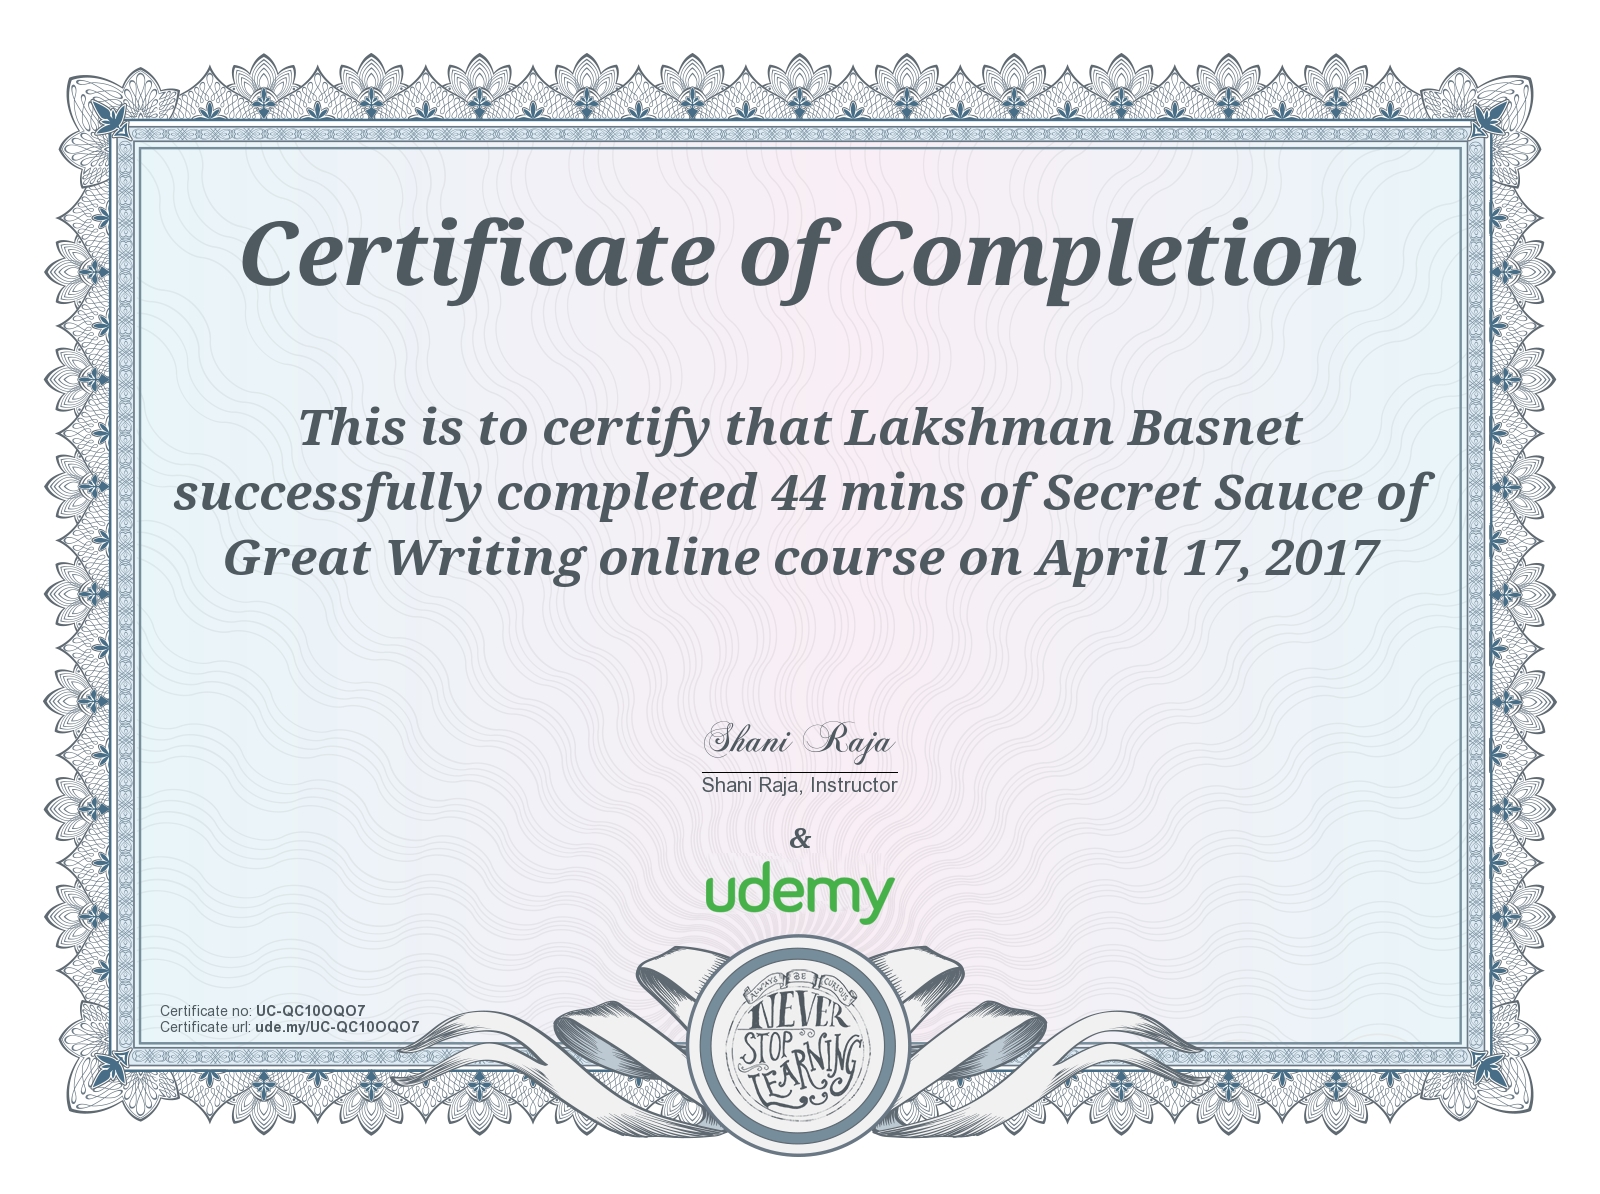 Certificate of Completion
This is to certify that Lakshman Basnet
successfully completed 44 mins of Secret Sauce of
Great Writing online course on April 17, 2017
Shani Raja
Shani Raja, Instructor
&
udemy
Certificate no: UC-QC10OQO7
Certificate url: ude.my/UC-QC10OQO7
ALWAYS BE CURIOUS
NEVER
STOP
LEARNING